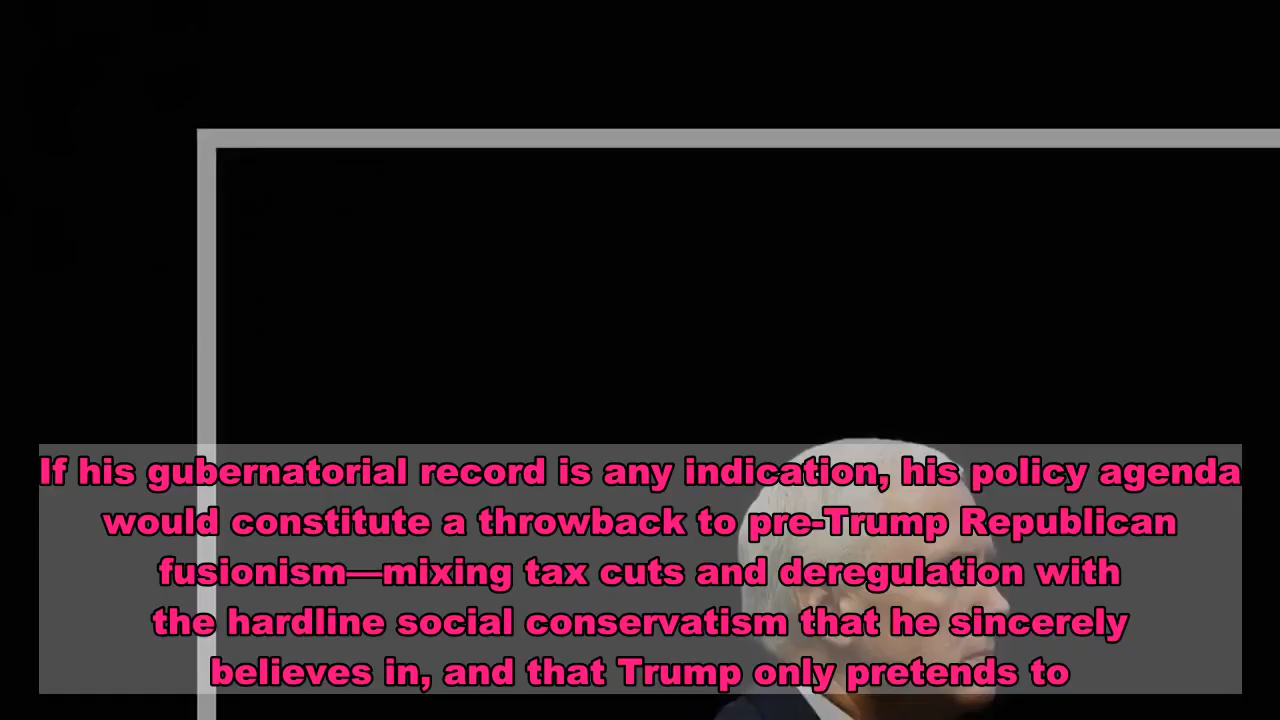 If his gubernatorial record is any indication, his policy agenda
would constitute a throwback to pre-Trump Republican
fusionism—mixing tax cuts and deregulation with
the hardline social conservatism that he sincerely
believes in, and that Trump only pretends to